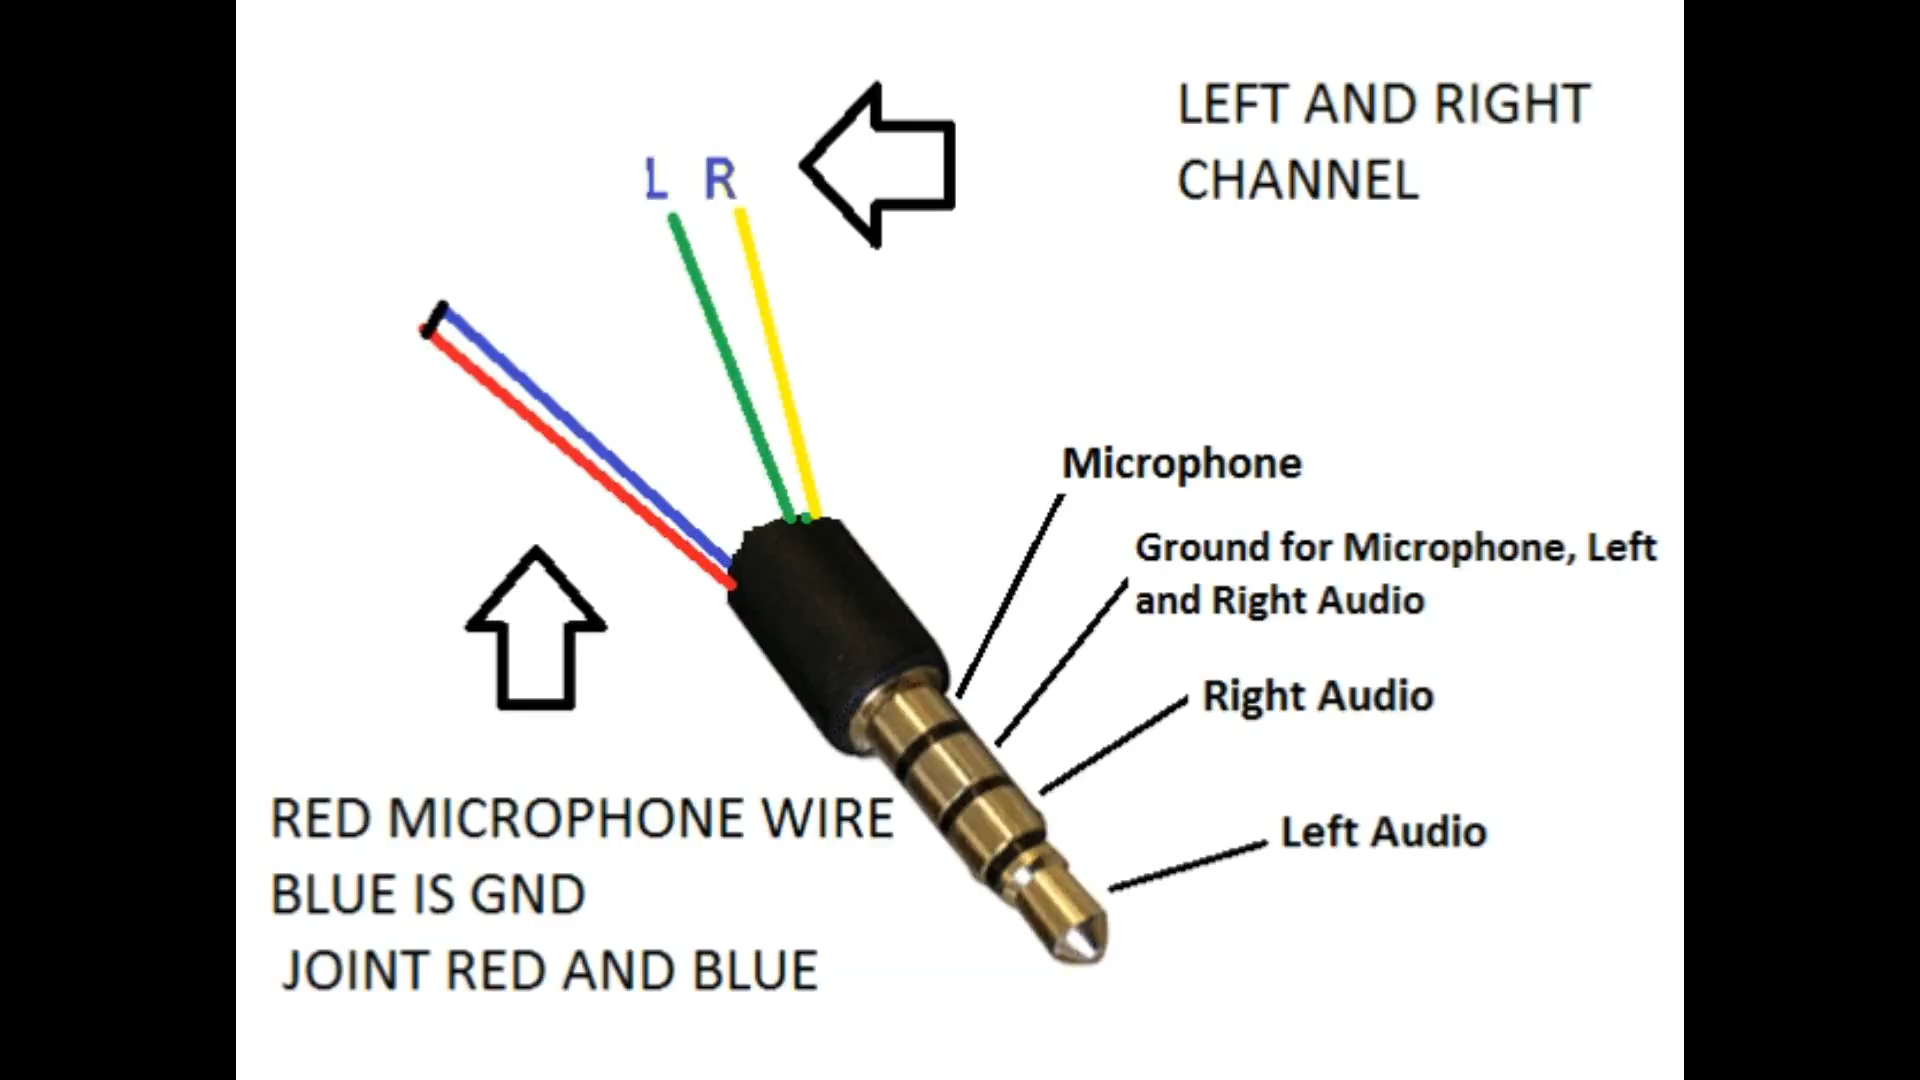 LEFT AND RIGHT
CHANNEL
L R
Microphone
Ground for Microphone, Left
and Right Audio
Right Audio
Left Audio
RED MICROPHONE WIRE
BLUE IS GND
JOINT RED AND BLUE